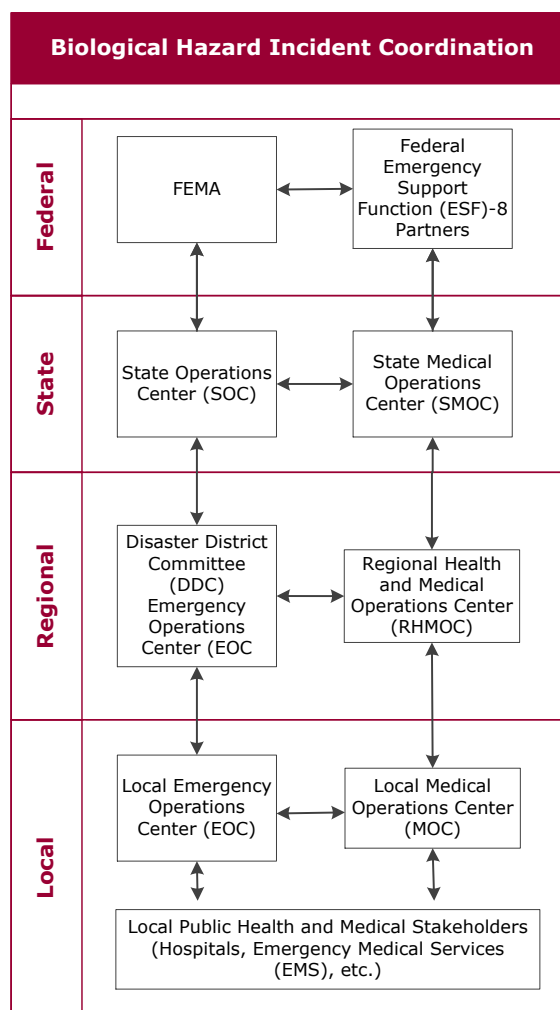 Biological Hazard Incident Coordination
Federal
FEMA
Federal
Emergency
Support
Function (ESF)-8
Partners
State
State Operations
Center (SOC)
State Medical
Operations
Center (SMOC)
Regional
Disaster District
Committee
(DDC)
Emergency
Operations
Center (EOC
Regional Health
and Medical
Operations Center
(RHMOC)
Local
Local Emergency
Operations
Center (EOC)
Local Medical
Operations Center
(MOC)
Local Public Health and Medical Stakeholders
(Hospitals, Emergency Medical Services
(EMS), etc.)